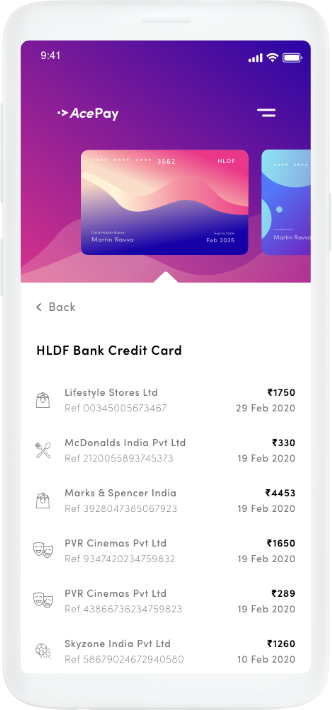 9:41
AcePay
**** **** **** 3562 HLDF
**** ****
Cardholder Name Expiry Date
Martin Ravva Feb 2025
Martin Ravva
Back
HLDF Bank Credit Card
Lifestyle Stores Ltd ₹1750
Ref 00345005673467 29 Feb 2020
McDonalds India Pvt Ltd ₹330
Ref 2120055893745373 19 Feb 2020
Marks & Spencer India ₹4453
Ref 3928047385067923 19 Feb 2020
PVR Cinemas Pvt Ltd ₹1650
Ref 9347420234759832 19 Feb 2020
PVR Cinemas Pvt Ltd ₹289
Ref 43866736234759823 19 Feb 2020
Skyzone India Pvt Ltd ₹1260
Ref 58679024672940580 10 Feb 2020